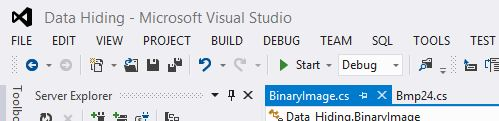 Data Hiding - Microsoft Visual Studio
FILE EDIT VIEW PROJECT BUILD DEBUG TEAM SQL TOOLS TEST
Start Debug
Toolbox Server Explorer BinaryImage.cs Bmp24.cs
Data_Hiding.BinaryImage